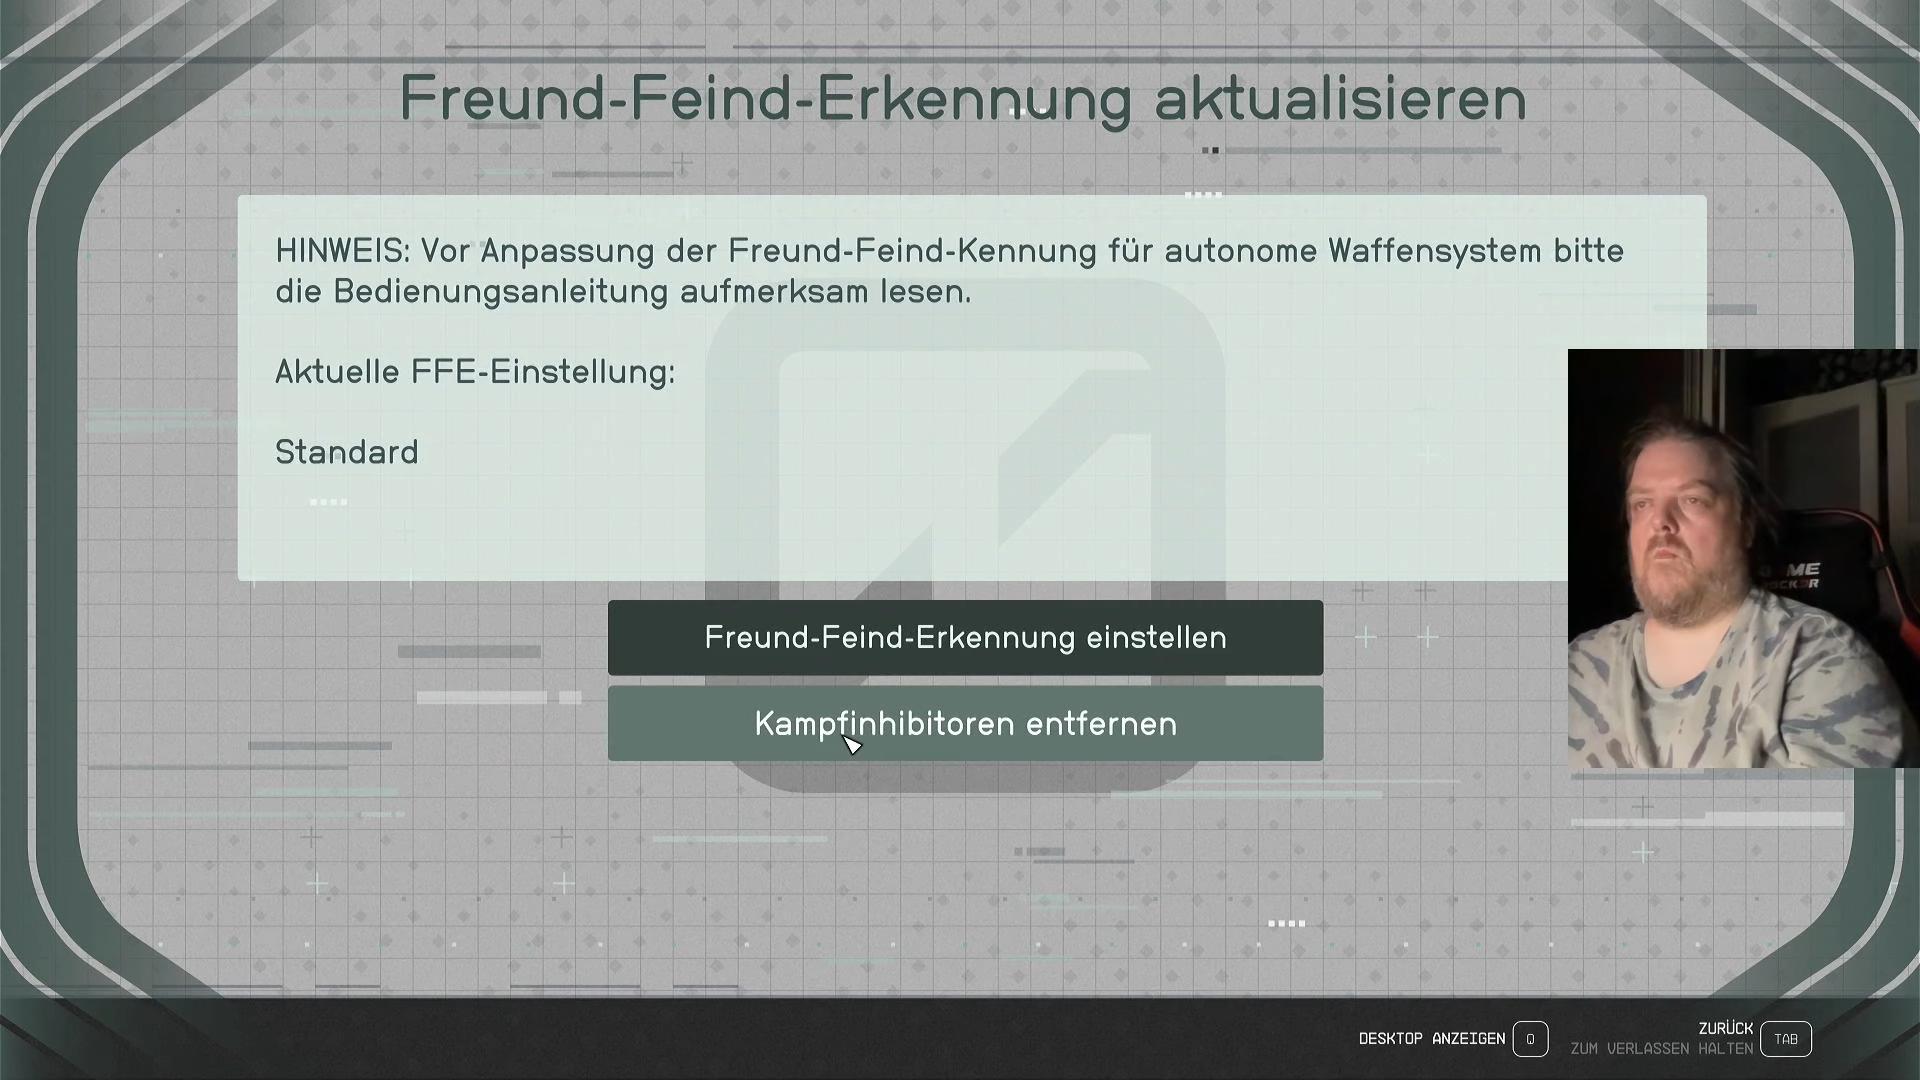 Freund-Feind-Erkennung aktualisieren
HINWEIS: Vor Anpassung der Freund-Feind-Kennung für autonome Waffensystem bitte
die Bedienungsanleitung aufmerksam lesen.
Aktuelle FFE-Einstellung:
Standard
Freund-Feind-Erkennung einstellen
Kampfinhibitoren entfernen
DESKTOP ANZEIGEN Q
ZURÜCK
ZUM VERLASSEN HALTEN TAB